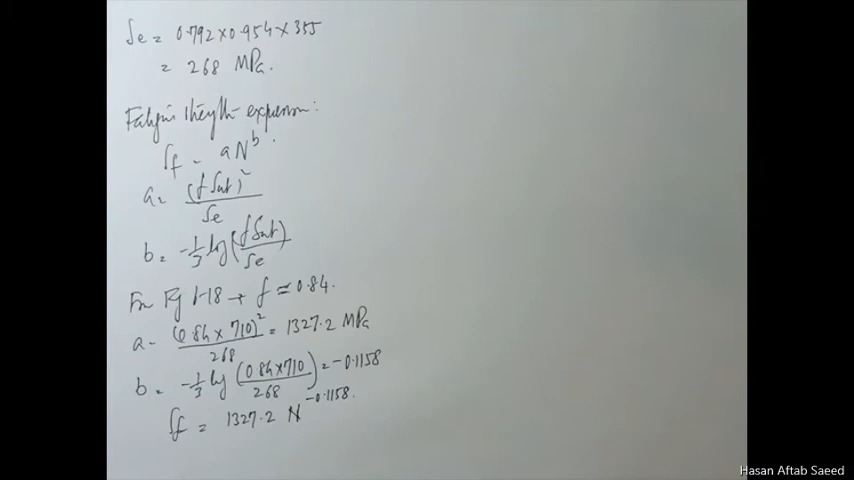 Se = 0.792 × 0.954 × 355
= 268 MPa.
Fatigue strength expression:
Sf = aN^b.
a = (f Sut)^2 / Se
b = -1/3 log (f Sut / Se)
Fig 6-18 → f ≈ 0.84.
a = (0.84 × 710)^2 / 268 = 1327.2 MPa
b = -1/3 log (0.84×710 / 268) = -0.1158
Sf = 1327.2 N^-0.1158.
Hasan Aftab Saeed